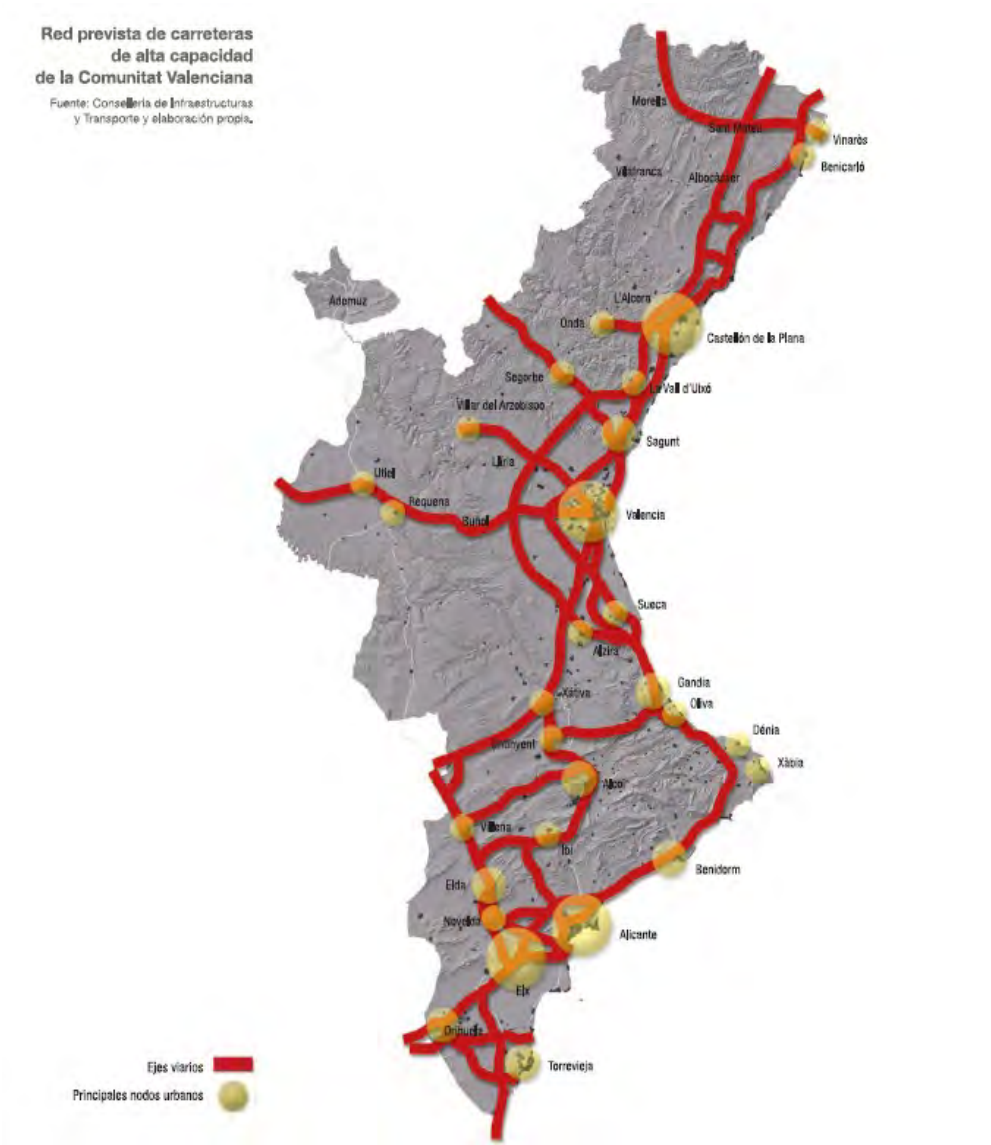 Red prevista de carreteras
de alta capacidad
de la Comunitat Valenciana
Fuente: Conselleria de Infraestructuras
y Transporte y elaboración propia.
Morella
Sant Mateu
Vinaròs
Benicarló
Vilafranca
Albocàsser
Ademuz
L'Alcora
Onda
Castellón de la Plana
Segorbe
La Vall d'Uixó
Villar del Arzobispo
Sagunt
Llíria
Utiel
Requena
Buñol
Valencia
Sueca
Alzira
Gandia
Xàtiva
Oliva
Dénia
Ontinyent
Xàbia
Alcoi
Villena
Ibi
Benidorm
Elda
Novelda
Alicante
Elx
Orihuela
Torrevieja
Ejes viarios
Principales nodos urbanos